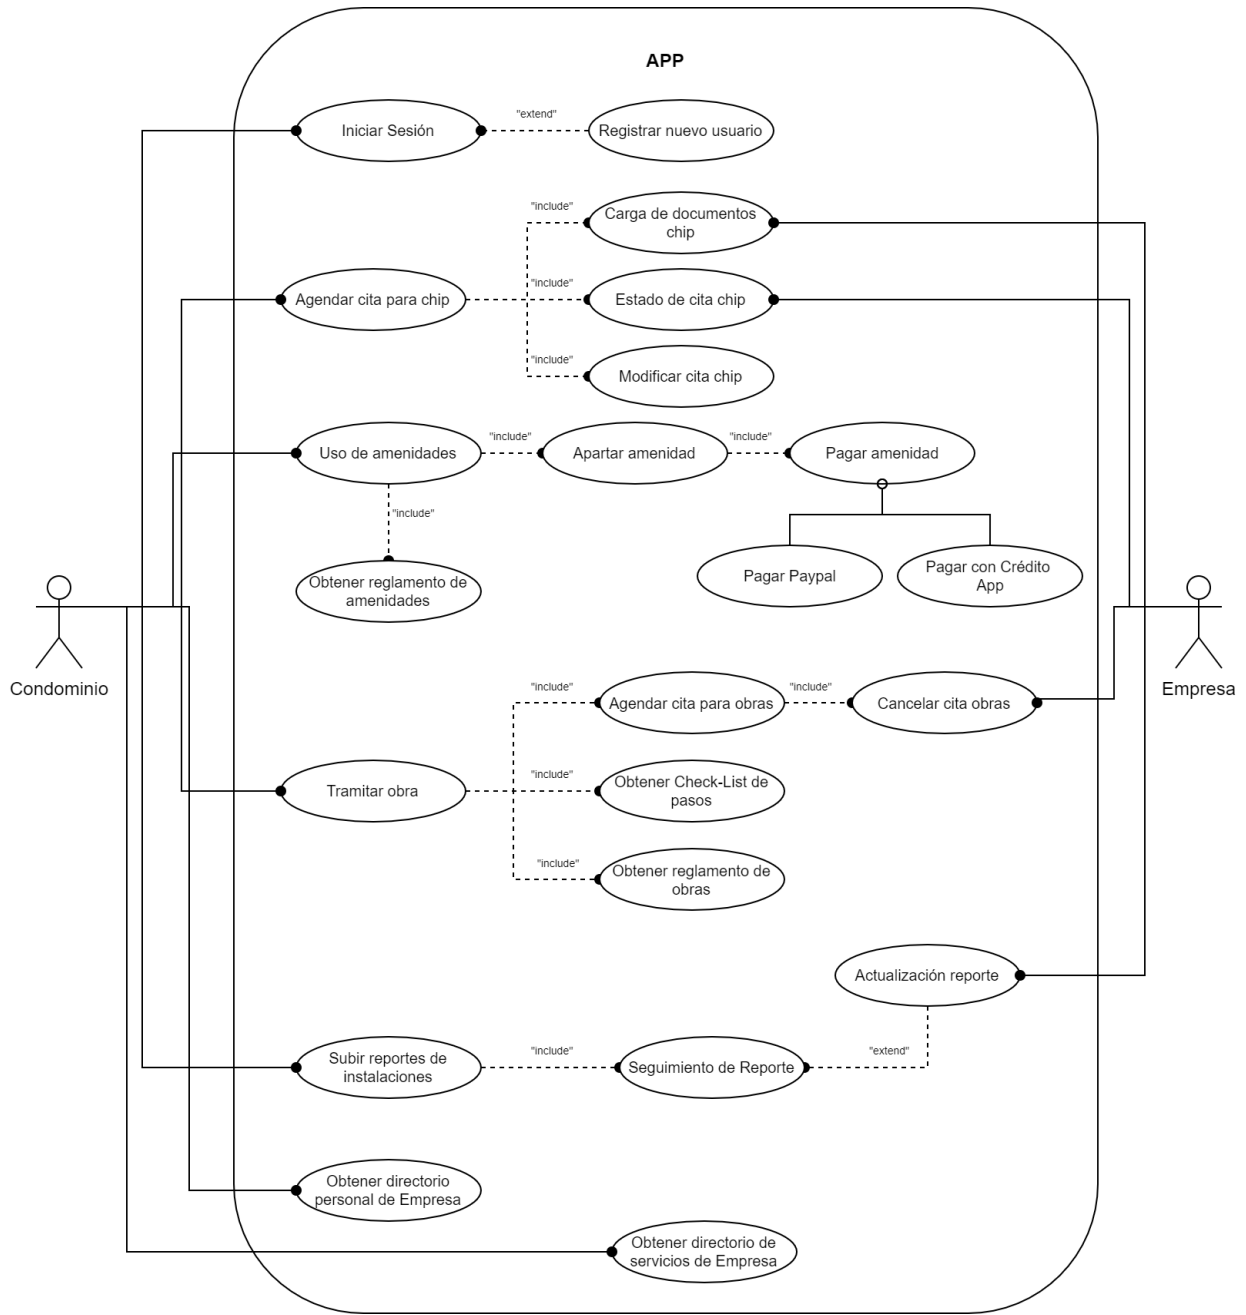 APP
Iniciar Sesión
"extend"
Registrar nuevo usuario
"include"
Carga de documentos
chip
Agendar cita para chip
"include"
Estado de cita chip
"include"
Modificar cita chip
Uso de amenidades
"include"
Apartar amenidad
"include"
Pagar amenidad
"include"
Obtener reglamento de
amenidades
Pagar Paypal
Pagar con Crédito
App
Condominio
Empresa
"include"
Agendar cita para obras
"include"
Cancelar cita obras
Tramitar obra
"include"
Obtener Check-List de
pasos
"include"
Obtener reglamento de
obras
Actualización reporte
Subir reportes de
instalaciones
"include"
Seguimiento de Reporte
"extend"
Obtener directorio
personal de Empresa
Obtener directorio de
servicios de Empresa